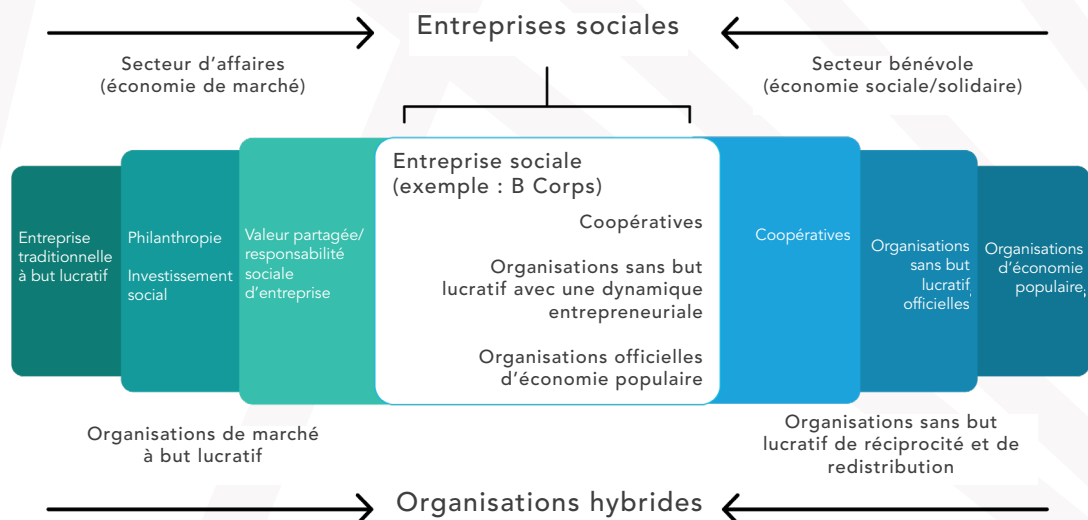 Entreprises sociales
Secteur d'affaires
(économie de marché)
Secteur bénévole
(économie sociale/solidaire)
Entreprise
traditionnelle
à but lucratif
Philanthropie
Investissement
social
Valeur partagée/
responsabilité
sociale
d'entreprise
Entreprise sociale
(exemple : B Corps)
Coopératives
Organisations sans but
lucratif avec une dynamique
entrepreneuriale
Organisations officielles
d'économie populaire
Coopératives
Organisations
sans but
lucratif
officielles
Organisations
d'économie
populaire,
Organisations de marché
à but lucratif
Organisations sans but
lucratif de réciprocité et de
redistribution
Organisations hybrides